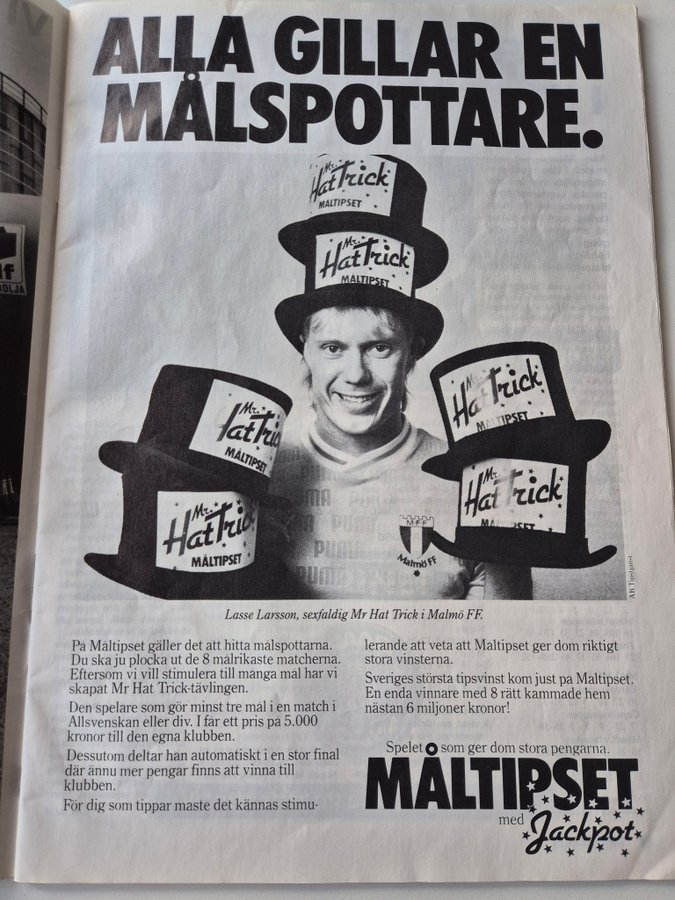 ALLA GILLAR EN
MÅLSPOTTARE.
Mr.
Hat Trick
MÅLTIPSET
Mr.
Hat Trick
MÅLTIPSET
Mr.
Hat Tric
MÅLTIPSET
Mr.
Hat Trick
MÅLTIPSET
Mr.
Hat Trick
MÅLTIPSET
Mr.
Hat Trick
MÅLTIPSET
PUMA
PUMA
PUMA
MFF
Malmö FF
AB Tipstjänst
Lasse Larsson, sexfaldig Mr Hat Trick i Malmö FF.
På Måltipset gäller det att hitta målspottarna.
Du ska ju plocka ut de 8 målrikaste matcherna.
Eftersom vi vill stimulera till många mål har vi
skapat Mr Hat Trick-tävlingen.
Den spelare som gör minst tre mål i en match i
Allsvenskan eller div. I får ett pris på 5.000
kronor till den egna klubben.
Dessutom deltar han automatiskt i en stor final
där ännu mer pengar finns att vinna till
klubben.
För dig som tippar måste det kännas stimu-
lerande att veta att Måltipset ger dom riktigt
stora vinsterna.
Sveriges största tipsvinst kom just på Måltipset.
En enda vinnare med 8 rätt kammade hem
nästan 6 miljoner kronor!
Spelet som ger dom stora pengarna.
MÅLTIPSET
med Jackpot